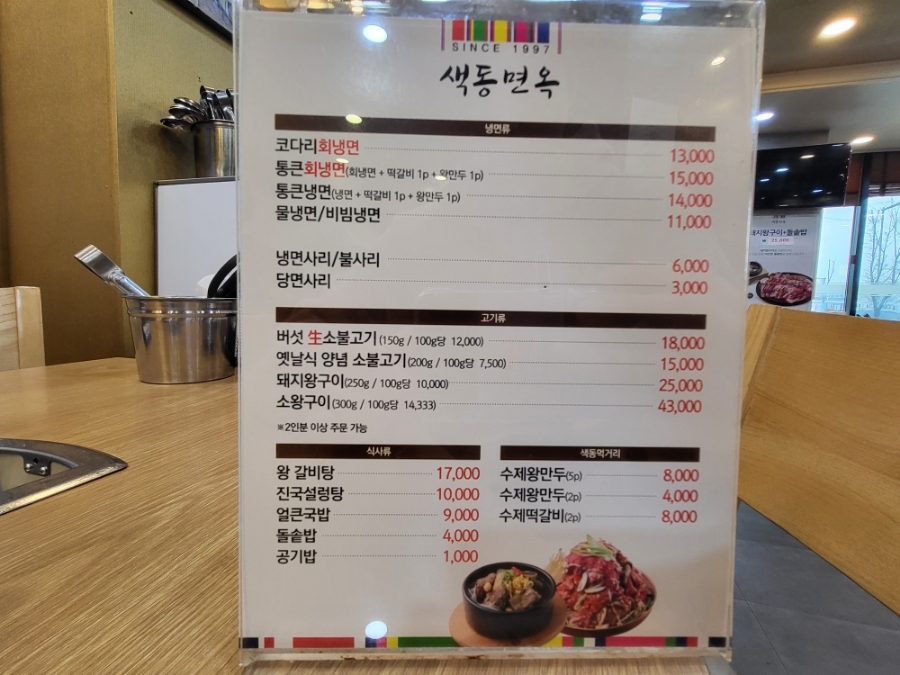 SINCE 1997
색동면옥
냉면류
코다리회냉면 13,000
통큰회냉면(회냉면 + 떡갈비 1p + 왕만두 1p) 15,000
통큰냉면(냉면 + 떡갈비 1p + 왕만두 1p) 14,000
물냉면/비빔냉면 11,000
냉면사리/불사리 6,000
당면사리 3,000
고기류
버섯 生소불고기 (150g / 100g당 12,000) 18,000
옛날식 양념 소불고기(200g / 100g당 7,500) 15,000
돼지왕구이(250g / 100g당 10,000) 25,000
소왕구이(300g / 100g당 14,333) 43,000
※2인분 이상 주문 가능
식사류
왕 갈비탕 17,000
진국설렁탕 10,000
얼큰국밥 9,000
돌솥밥 4,000
공기밥 1,000
색동먹거리
수제왕만두(5p) 8,000
수제왕만두(2p) 4,000
수제떡갈비(2p) 8,000
돼지왕구이+돌솥밥
25,000